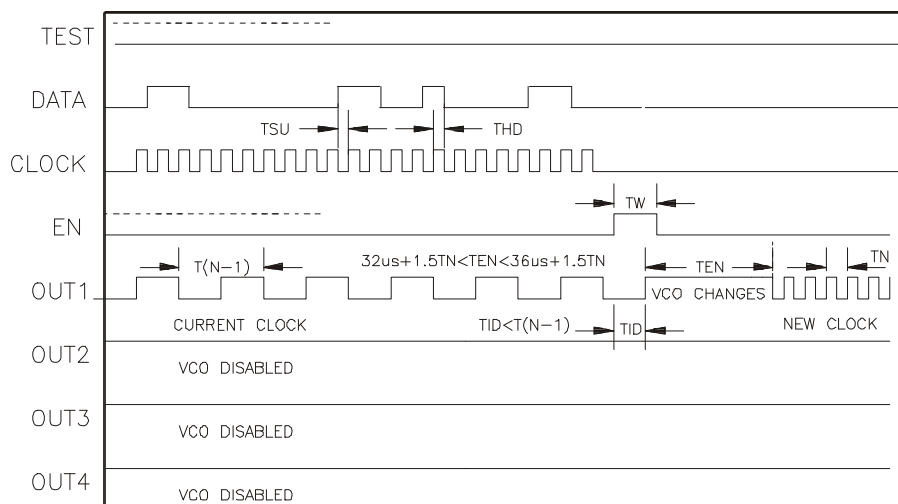 TEST
DATA
TSU THD
CLOCK
EN TW
T(N-1) 32us+1.5TN<TEN<36us+1.5TN TEN TN
OUT1 VCO CHANGES
CURRENT CLOCK TID<T(N-1) TID NEW CLOCK
OUT2
VCO DISABLED
OUT3
VCO DISABLED
OUT4
VCO DISABLED